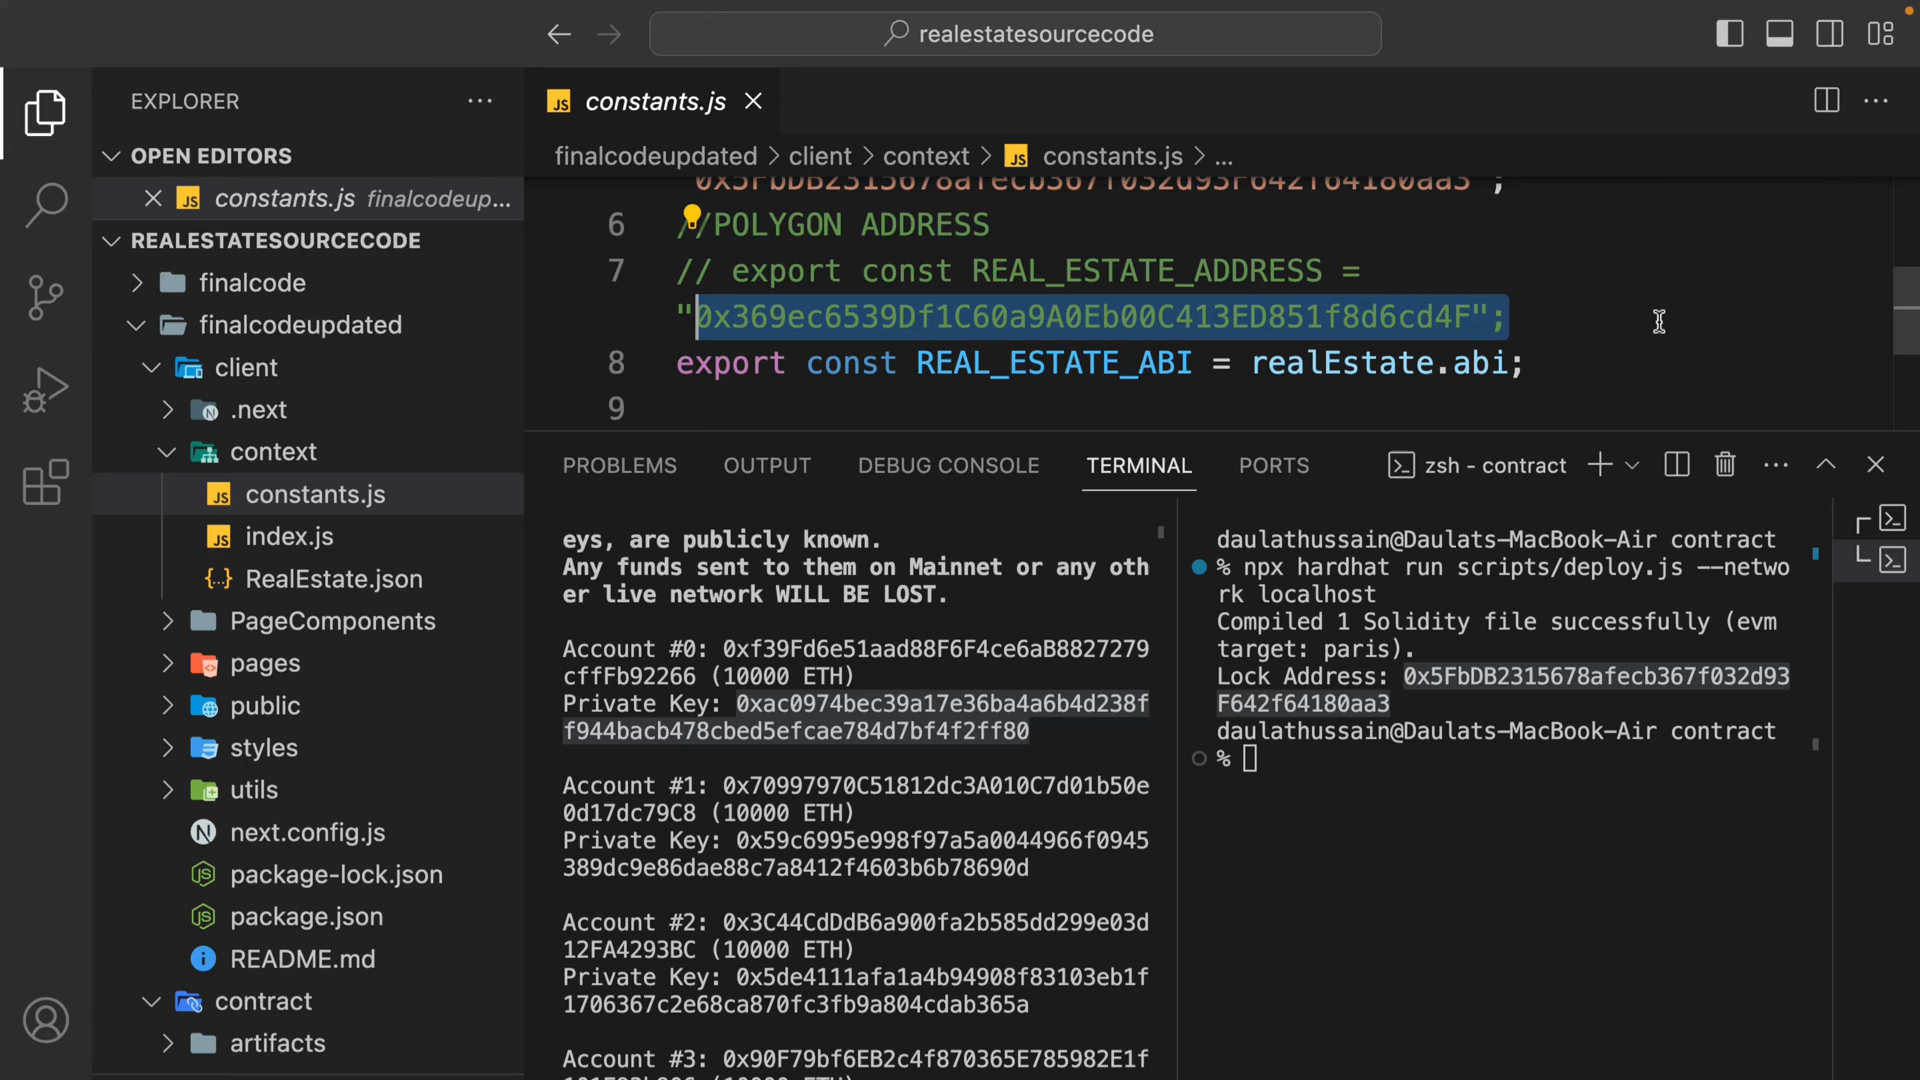 realestatesourcecode
EXPLORER
OPEN EDITORS
constants.js finalcodeup...
REALESTATESOURCECODE
finalcode
finalcodeupdated
client
.next
context
constants.js
index.js
RealEstate.json
PageComponents
pages
public
styles
utils
next.config.js
package-lock.json
package.json
README.md
contract
artifacts
constants.js
finalcodeupdated > client > context > constants.js > ...
0x5FbDB2315678afecb367f032d93F642f64180aa3";
6 //POLYGON ADDRESS
7 // export const REAL_ESTATE_ADDRESS =
"0x369ec6539Df1C60a9A0Eb00C413ED851f8d6cd4F";
8 export const REAL_ESTATE_ABI = realEstate.abi;
9
PROBLEMS OUTPUT DEBUG CONSOLE TERMINAL PORTS zsh - contract
eys, are publicly known.
Any funds sent to them on Mainnet or any oth
er live network WILL BE LOST.
Account #0: 0xf39Fd6e51aad88F6F4ce6aB8827279
cffFb92266 (10000 ETH)
Private Key: 0xac0974bec39a17e36ba4a6b4d238f
f944bacb478cbed5efcae784d7bf4f2ff80
Account #1: 0x70997970C51812dc3A010C7d01b50e
0d17dc79C8 (10000 ETH)
Private Key: 0x59c6995e998f97a5a0044966f0945
389dc9e86dae88c7a8412f4603b6b78690d
Account #2: 0x3C44CdDdB6a900fa2b585dd299e03d
12FA4293BC (10000 ETH)
Private Key: 0x5de4111afa1a4b94908f83103eb1f
1706367c2e68ca870fc3fb9a804cdab365a
Account #3: 0x90F79bf6EB2c4f870365E785982E1f
daulathussain@Daulats-MacBook-Air contract
% npx hardhat run scripts/deploy.js --netwo
rk localhost
Compiled 1 Solidity file successfully (evm
target: paris).
Lock Address: 0x5FbDB2315678afecb367f032d93
F642f64180aa3
daulathussain@Daulats-MacBook-Air contract
%